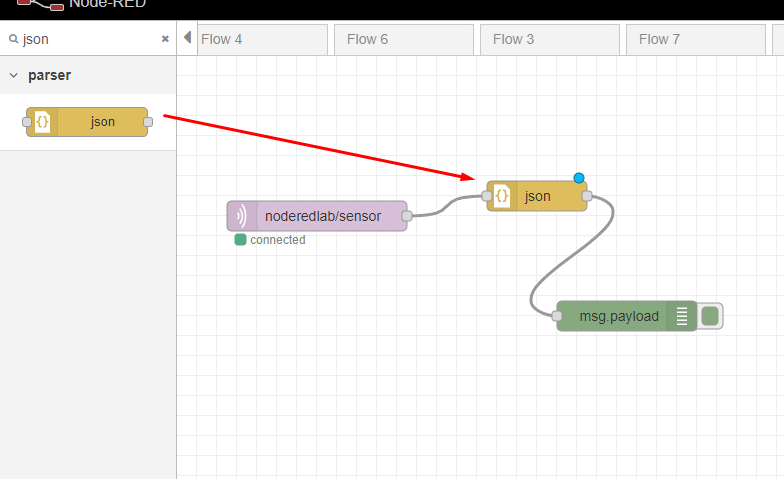 Node-RED
json
Flow 4
Flow 6
Flow 3
Flow 7
parser
json
json
noderedlab/sensor
connected
msg.payload